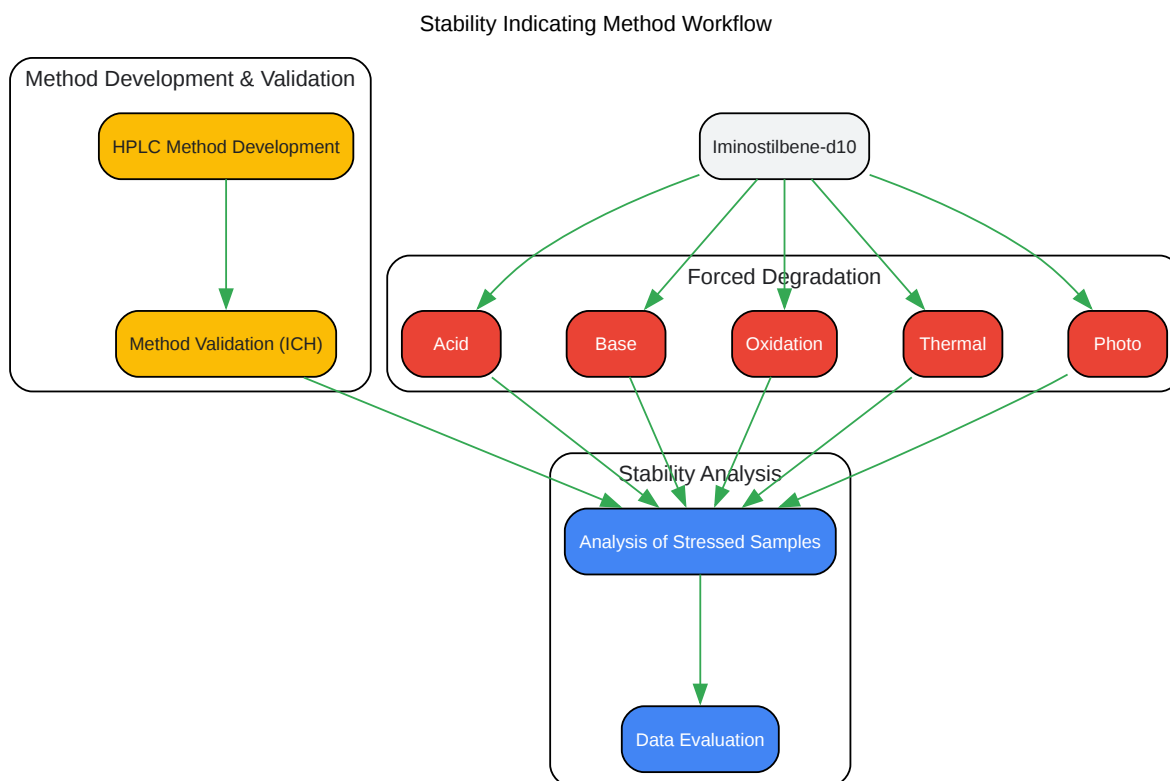 Stability Indicating Method Workflow
Method Development & Validation
HPLC Method Development
Iminostilbene-d10
Forced Degradation
Method Validation (ICH)
Acid
Base
Oxidation
Thermal
Photo
Stability Analysis
Analysis of Stressed Samples
Data Evaluation